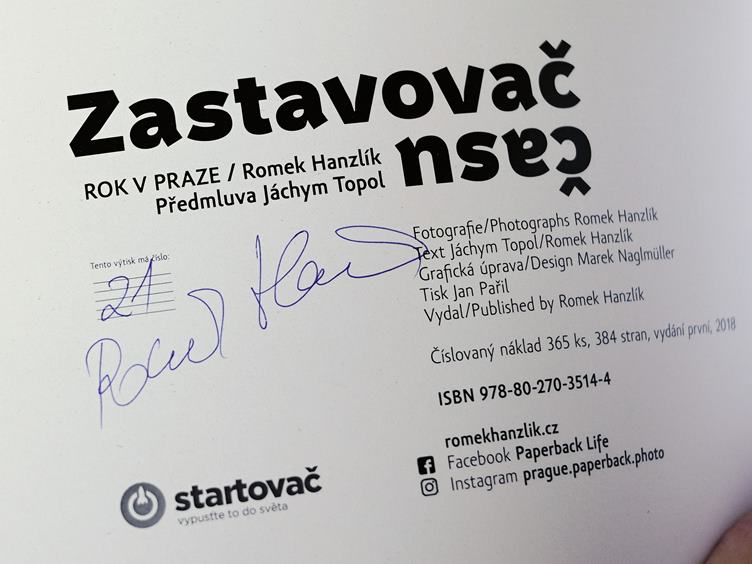 Zastavovač
času
ROK V PRAZE / Romek Hanzlík
Předmluva Jáchym Topol
Tento výtisk má číslo:
21
Fotografie/Photographs Romek Hanzlík
Text Jáchym Topol/Romek Hanzlík
Grafická úprava/Design Marek Naglmüller
Tisk Jan Pařil
Vydal/Published by Romek Hanzlík
Číslovaný náklad 365 ks, 384 stran, vydání první, 2018
ISBN 978-80-270-3514-4
romekhanzlik.cz
Facebook Paperback Life
Instagram prague.paperback.photo
startovač
vypusťte to do světa